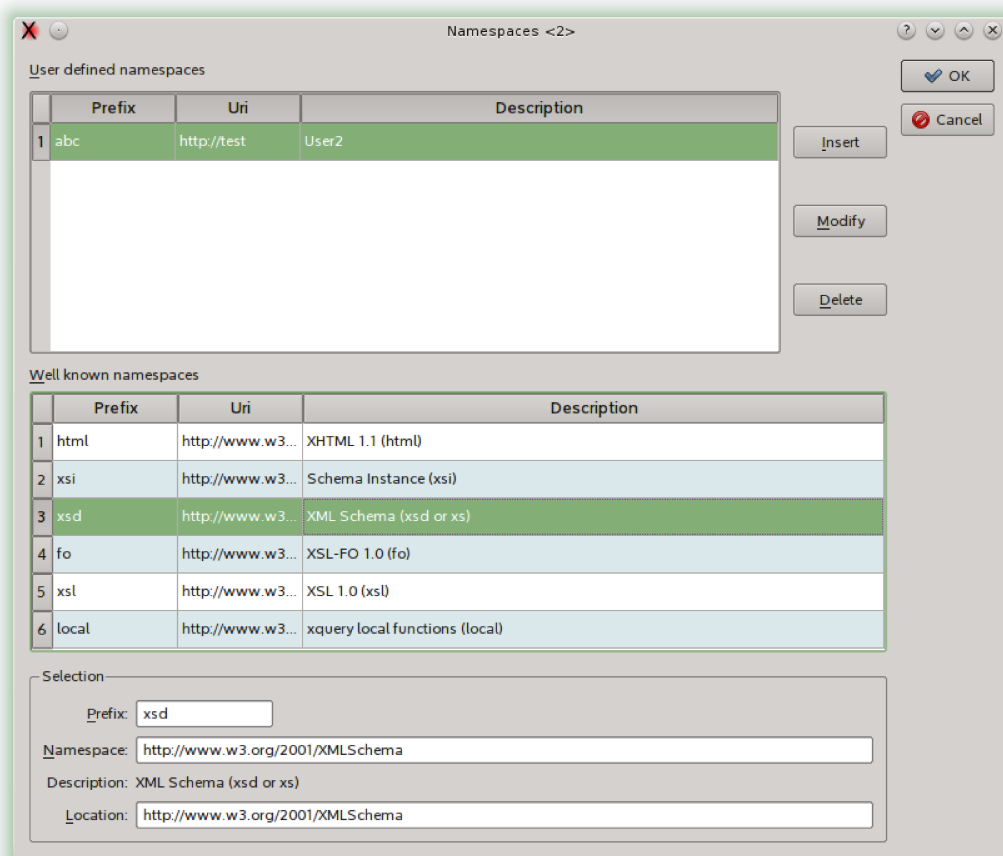 Namespaces <2>
User defined namespaces
OK
Prefix Uri Description
Cancel
1 abc http://test User2
Insert
Modify
Delete
Well known namespaces
Prefix Uri Description
1 html http://www.w3... XHTML 1.1 (html)
2 xsi http://www.w3... Schema Instance (xsi)
3 xsd http://www.w3... XML Schema (xsd or xs)
4 fo http://www.w3... XSL-FO 1.0 (fo)
5 xsl http://www.w3... XSL 1.0 (xsl)
6 local http://www.w3... xquery local functions (local)
Selection
Prefix: xsd
Namespace: http://www.w3.org/2001/XMLSchema
Description: XML Schema (xsd or xs)
Location: http://www.w3.org/2001/XMLSchema